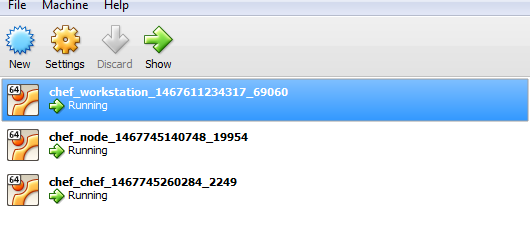 File Machine Help
New Settings Discard Show
64 chef_workstation_1467611234317_69060
Running
64 chef_node_1467745140748_19954
Running
64 chef_chef_1467745260284_2249
Running